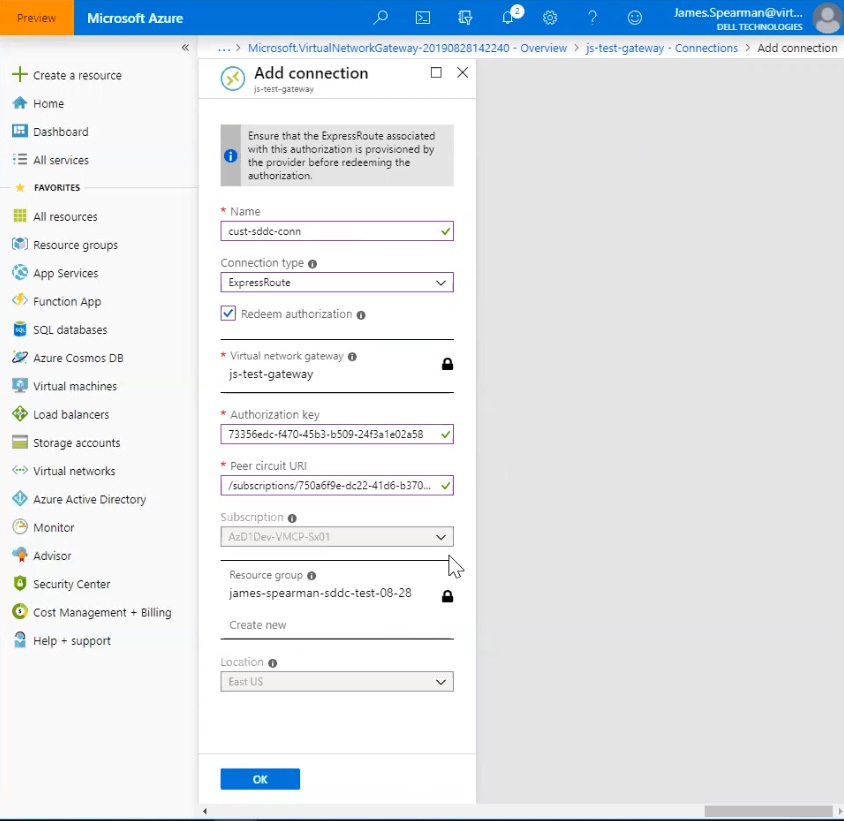 Preview
Microsoft Azure
2
James.Spearman@virt...
DELL TECHNOLOGIES
«
... > Microsoft.VirtualNetworkGateway-20190828142240 - Overview > js-test-gateway - Connections > Add connection
Create a resource
Home
Dashboard
All services
FAVORITES
All resources
Resource groups
App Services
Function App
SQL databases
Azure Cosmos DB
Virtual machines
Load balancers
Storage accounts
Virtual networks
Azure Active Directory
Monitor
Advisor
Security Center
Cost Management + Billing
Help + support
Add connection
js-test-gateway
Ensure that the ExpressRoute associated
with this authorization is provisioned by
the provider before redeeming the
authorization.
* Name
cust-sddc-conn
Connection type
ExpressRoute
Redeem authorization
* Virtual network gateway
js-test-gateway
* Authorization key
73356edc-f470-45b3-b509-24f3a1e02a58
* Peer circuit URI
/subscriptions/750a6f9e-dc22-41d6-b370...
Subscription
AzD1Dev-VMCP-Sx01
Resource group
james-spearman-sddc-test-08-28
Create new
Location
East US
OK